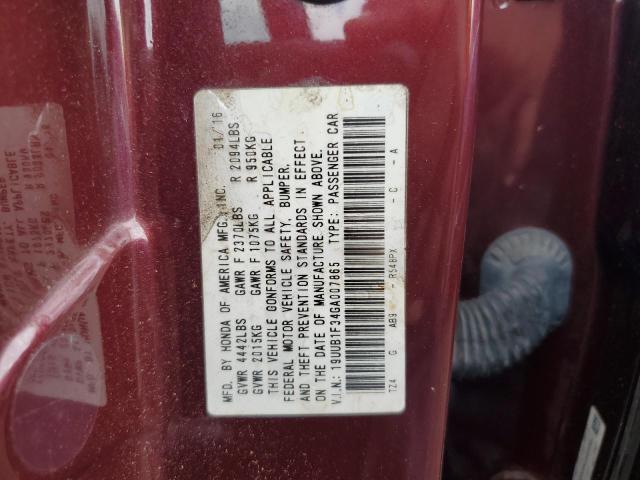 MFD. BY HONDA OF AMERICA MFG., INC. 01/16
GVWR 4442LBS GAWR F 2370LBS R 2094LBS
GVWR 2015KG GAWR F 1075KG R 950KG
THIS VEHICLE CONFORMS TO ALL APPLICABLE
FEDERAL MOTOR VEHICLE SAFETY, BUMPER,
AND THEFT PREVENTION STANDARDS IN EFFECT
ON THE DATE OF MANUFACTURE SHOWN ABOVE.
V.I.N.: 19UUB1F34GA007865 TYPE: PASSENGER CAR
TZ4 G AB9 - R548PX - C - A